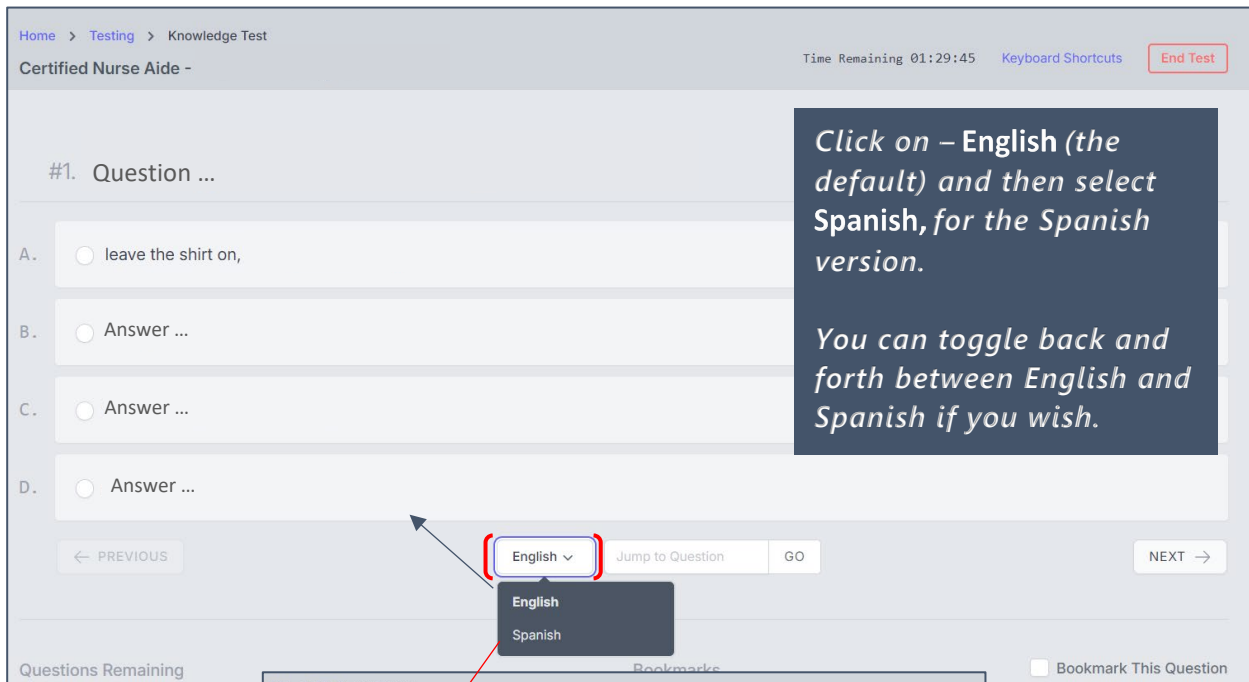 Home > Testing > Knowledge Test
Certified Nurse Aide -
Time Remaining 01:29:45 Keyboard Shortcuts End Test
Click on – English (the
default) and then select
Spanish, for the Spanish
version.
You can toggle back and
forth between English and
Spanish if you wish.
#1. Question ...
A. leave the shirt on,
B. Answer ...
C. Answer ...
D. Answer ...
← PREVIOUS English Jump to Question GO NEXT →
English
Spanish
Questions Remaining Bookmarks Bookmark This Question